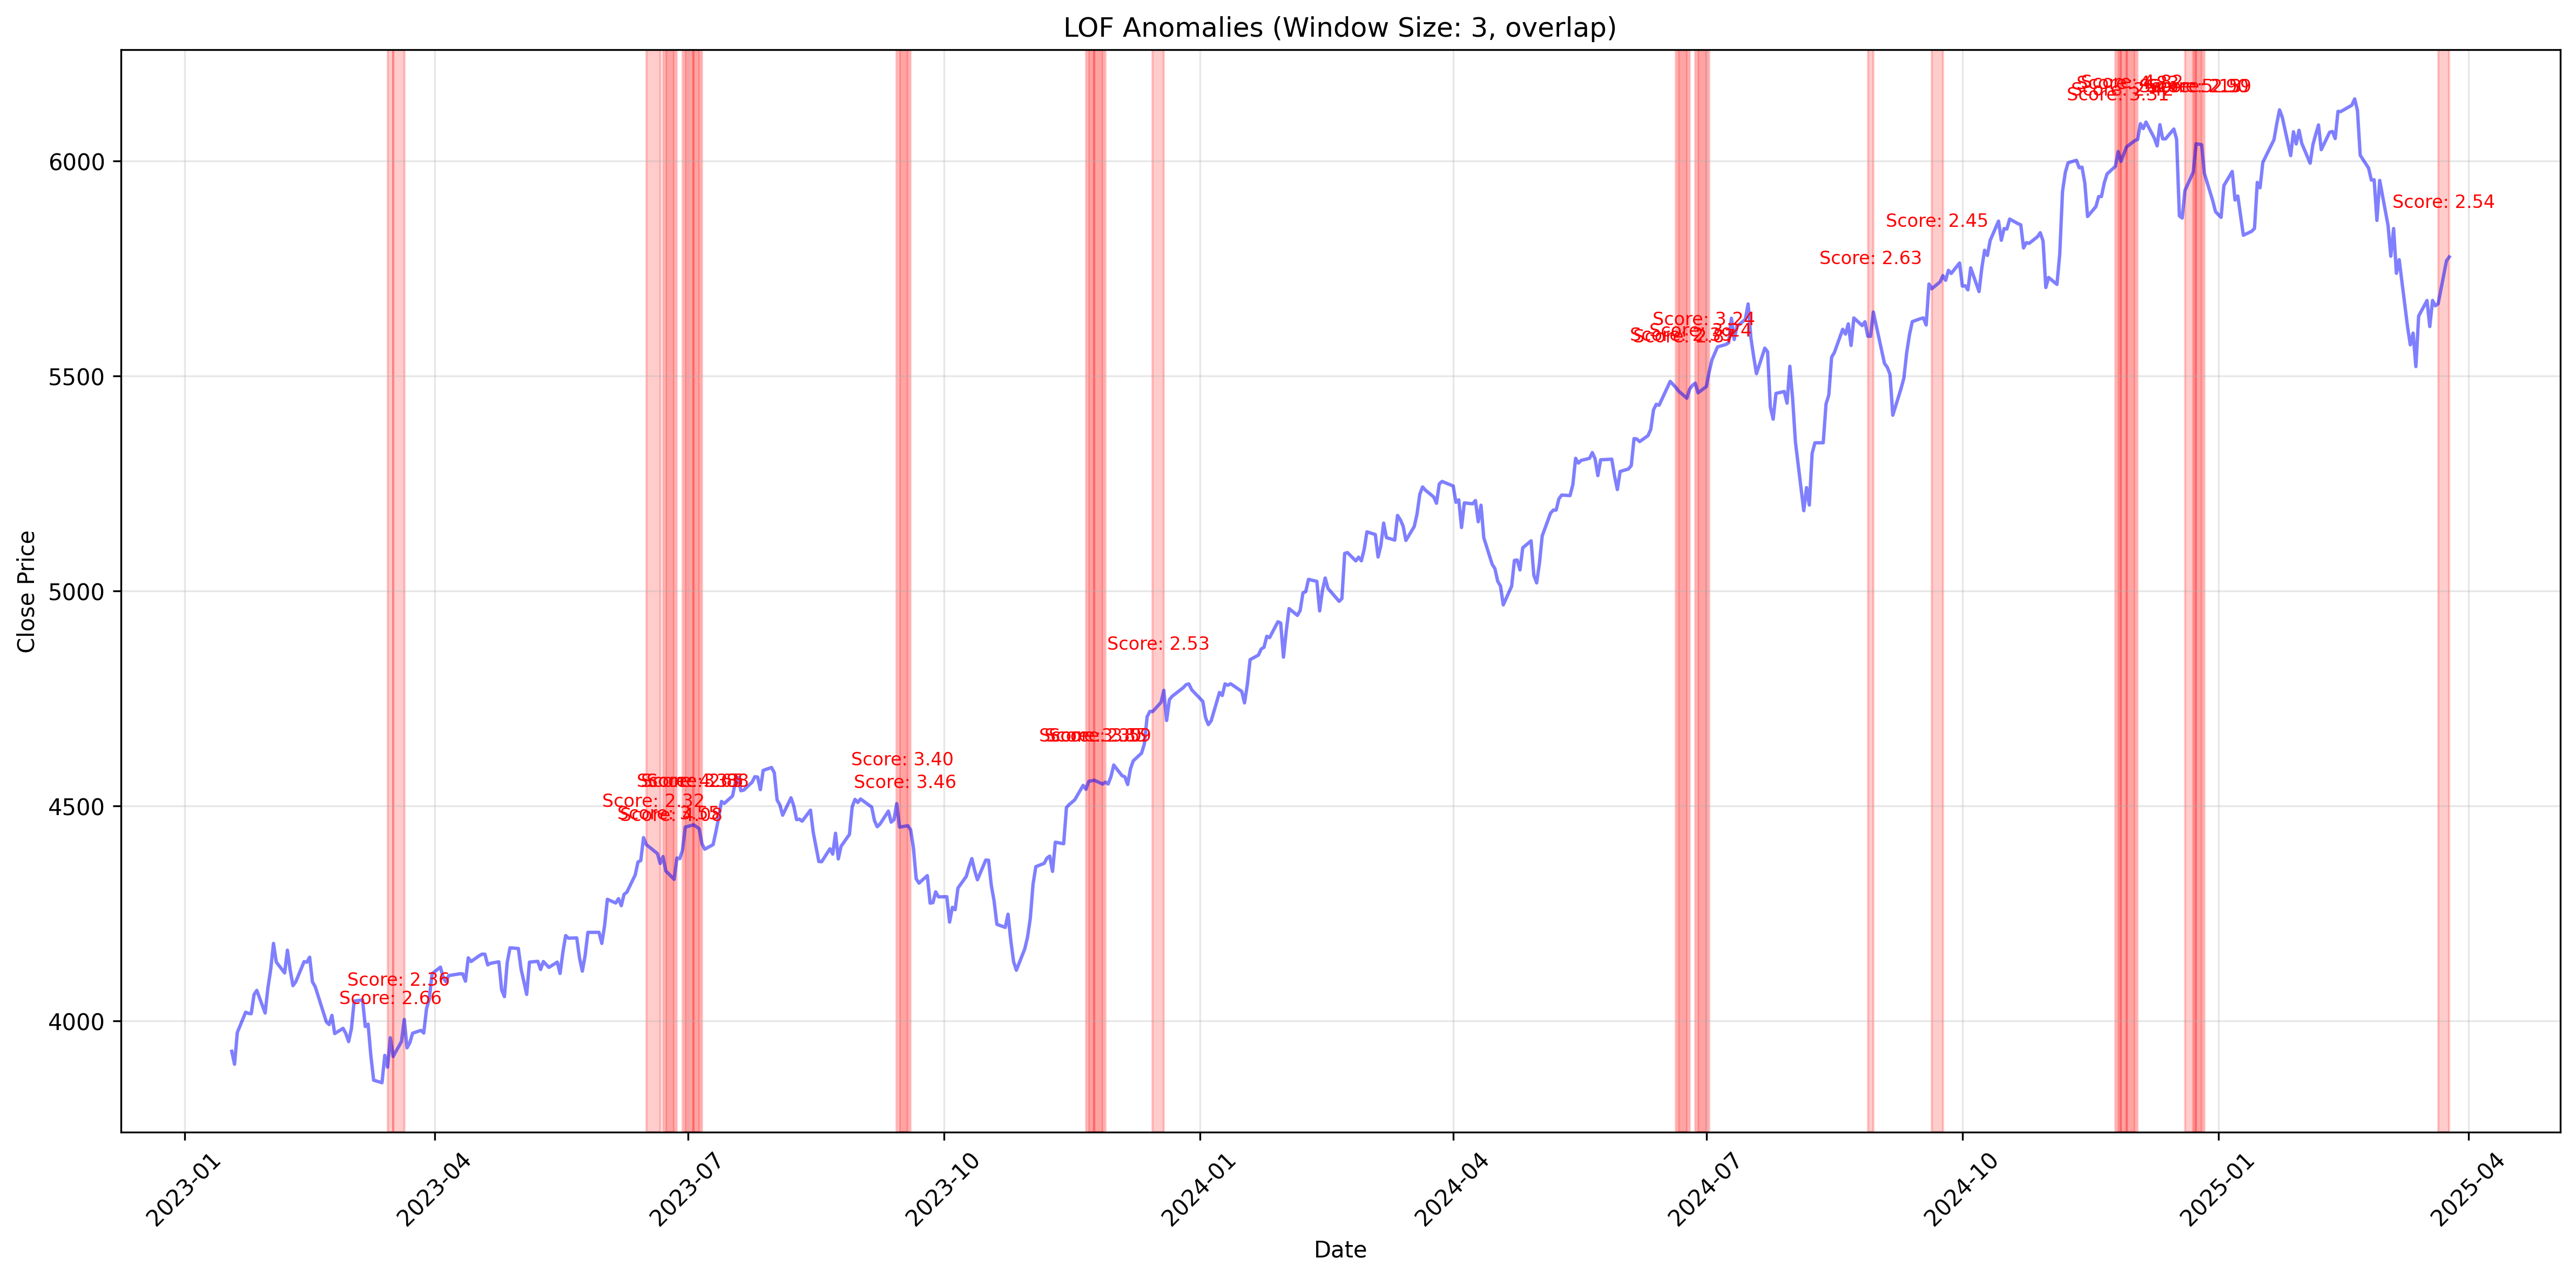 LOF Anomalies (Window Size: 3, overlap)
Close Price
6000
5500
5000
4500
4000
Score: 2.54
Score: 2.45
Score: 2.63
Score: 3.24
Score: 2.53
Score: 3.40
Score: 3.46
Score: 2.32
Score: 2.36
Score: 2.66
2023-01
2023-04
2023-07
2023-10
2024-01
2024-04
2024-07
2024-10
2025-01
2025-04
Date